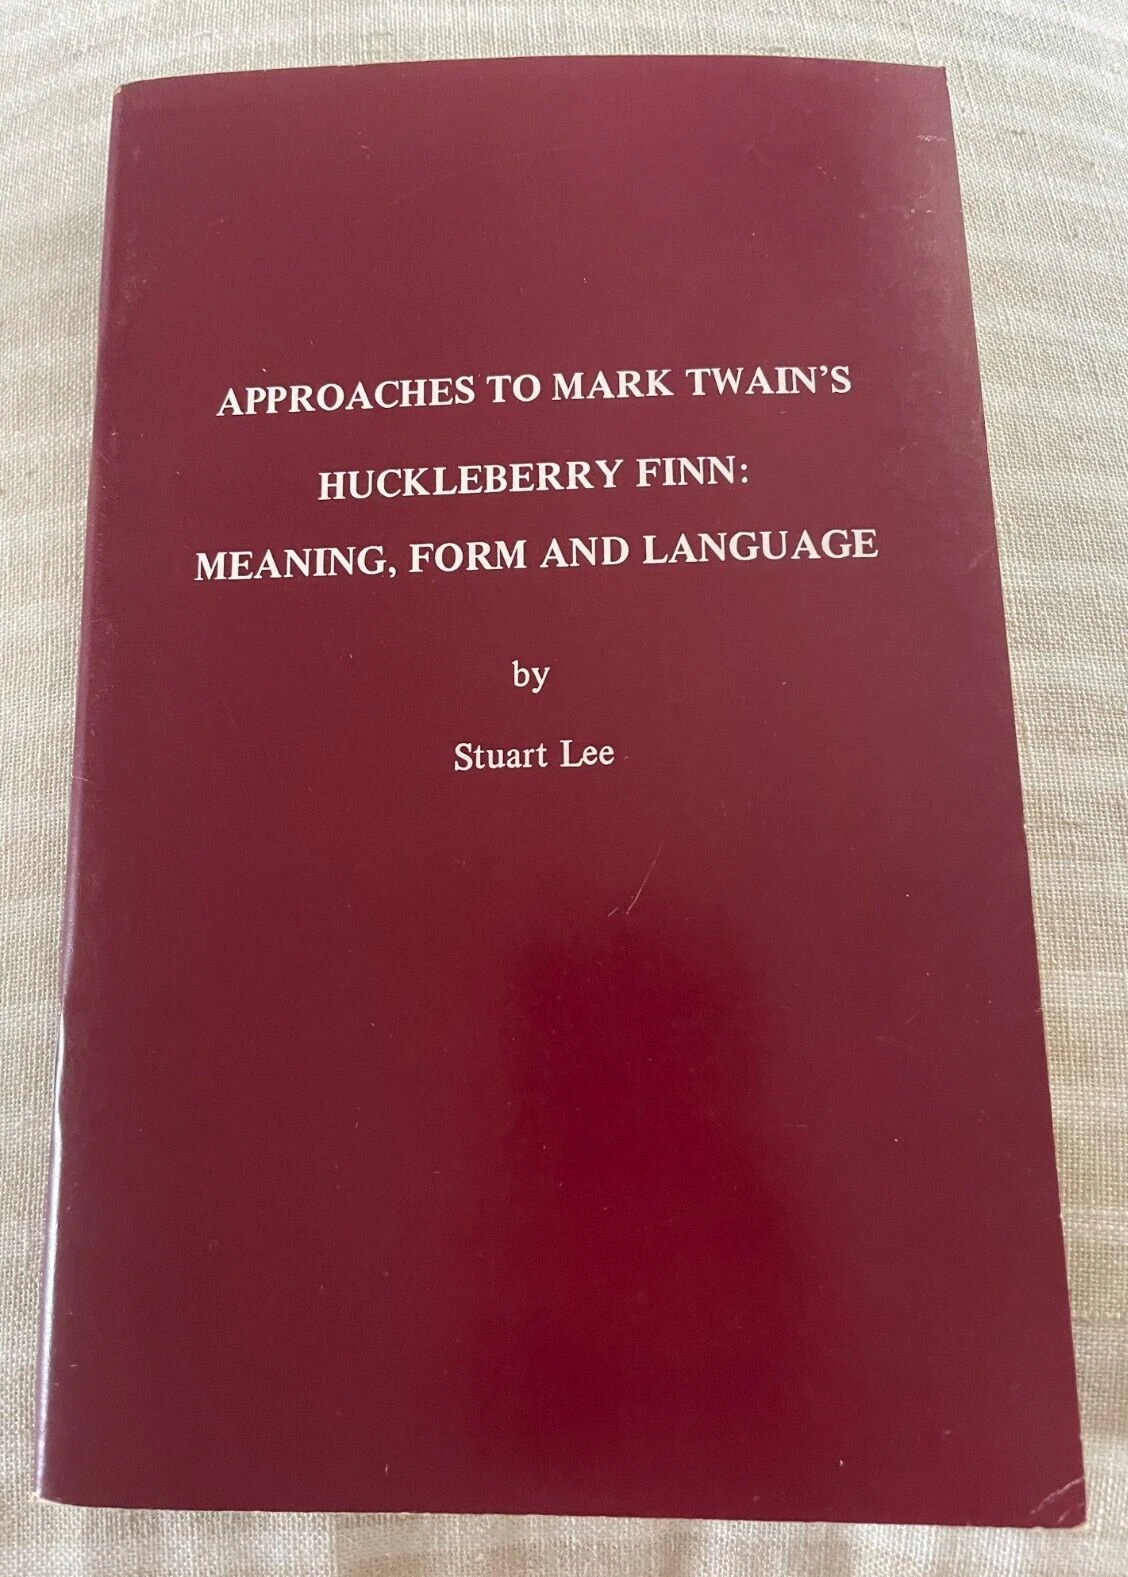 APPROACHES TO MARK TWAIN'S
HUCKLEBERRY FINN:
MEANING, FORM AND LANGUAGE
by
Stuart Lee